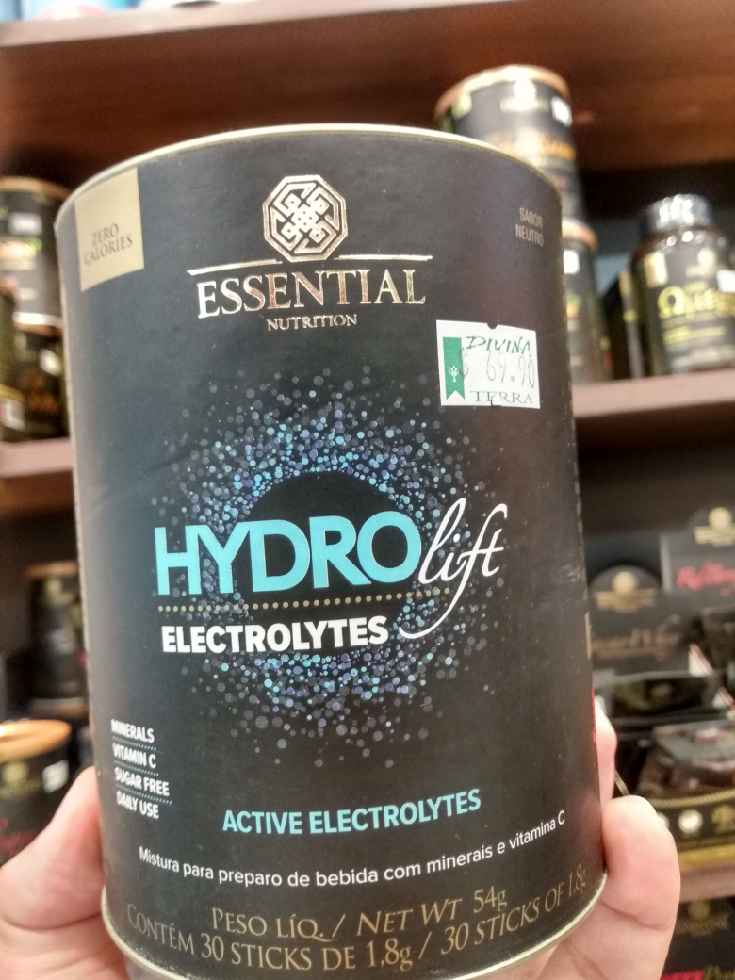 ZERO
CALORIES
SABOR
NEUTRO
ESSENTIAL
NUTRITION
DIVINA
69.90
TERRA
HYDROlift
ELECTROLYTES
MINERALS
VITAMIN C
SUGAR FREE
DAILY USE
ACTIVE ELECTROLYTES
Mistura para preparo de bebida com minerais e vitamina C
PESO LÍQ. / NET WT 54g
CONTÉM 30 STICKS DE 1,8g / 30 STICKS OF 1.8g